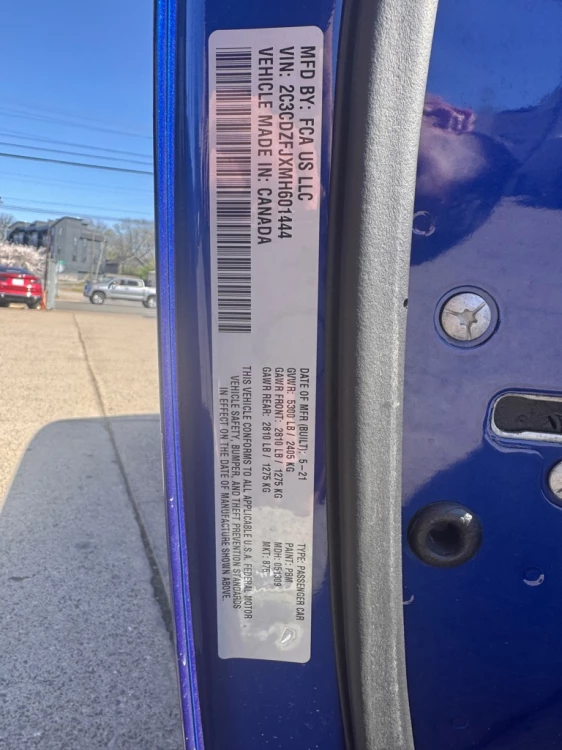 MFD BY: FCA US LLC
VIN: 2C3CDZFJXMH601444
VEHICLE MADE IN: CANADA
DATE OF MFR (BUILT): 5-21
GVWR: 5300 LB / 2405 KG
GAWR FRONT: 2810 LB / 1275 KG
GAWR REAR: 2810 LB / 1275 KG
THIS VEHICLE CONFORMS TO ALL APPLICABLE U.S.A. FEDERAL MOTOR
VEHICLE SAFETY, BUMPER, AND THEFT PREVENTION STANDARDS
IN EFFECT ON THE DATE OF MANUFACTURE SHOWN ABOVE.
TYPE: PASSENGER CAR
PAINT: PBM
MDH: 051309
MKT: